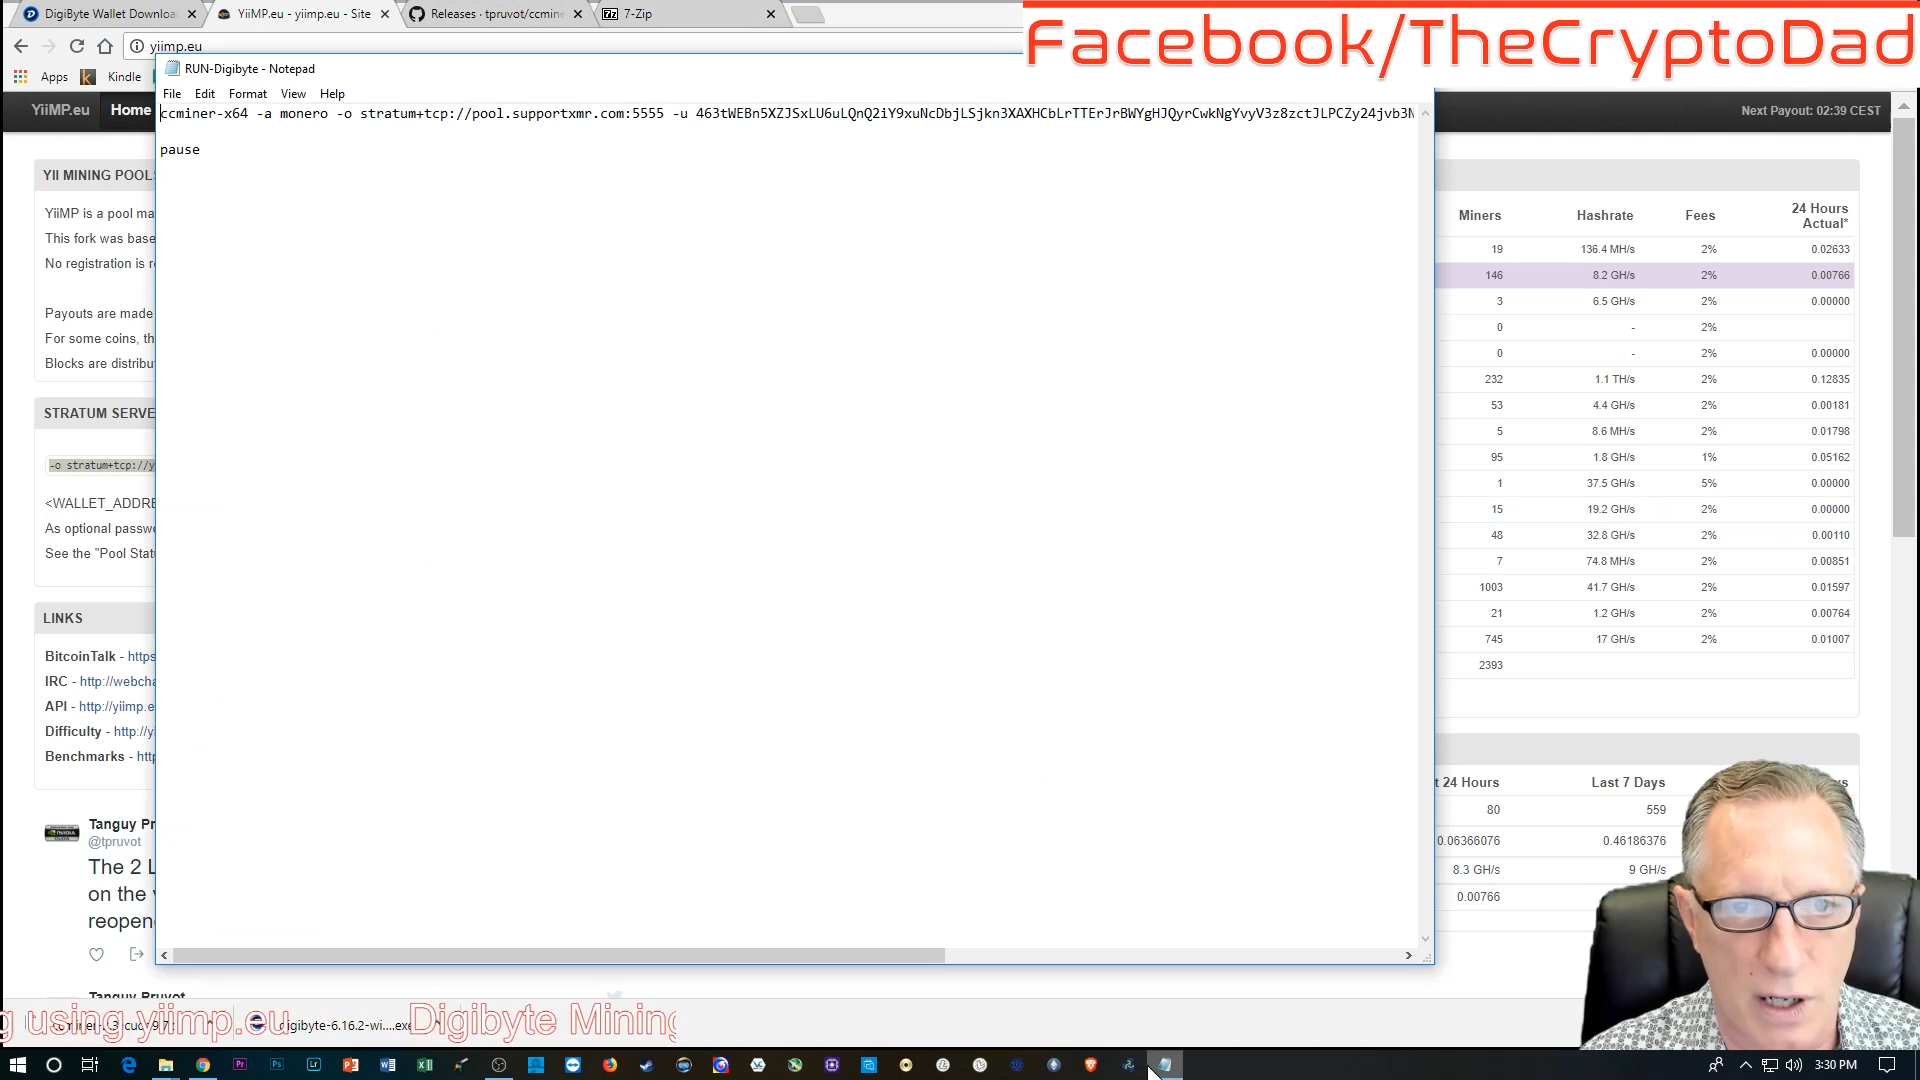 DigiByte Wallet Downloa
YiiMP.eu - yiimp.eu - Site
Releases · tpruvot/ccmine
7-Zip
Facebook/TheCryptoDad
yiimp.eu
Apps
Kindle
RUN-Digibyte - Notepad
File Edit Format View Help
ccminer-x64 -a monero -o stratum+tcp://pool.supportxmr.com:5555 -u 463tWEBn5XZJSxLU6uLQnQ2iY9xuNcDbjLSjkn3XAXHCbLrTTErJrBWYgHJQyrCwkNgYvyV3z8zctJLPCZy24jvb3N
pause
YiiMP.eu
Home
Next Payout: 02:39 CEST
YII MINING POOLS
YiiMP is a pool ma
This fork was base
No registration is r
Payouts are made
For some coins, th
Blocks are distribut
STRATUM SERVE
-o stratum+tcp://y
<WALLET_ADDRE
As optional passwo
See the "Pool Statu
LINKS
BitcoinTalk - https
IRC - http://webcha
API - http://yiimp.e
Difficulty - http://yi
Benchmarks - http
Tanguy Pr
@tpruvot
The 2 L
on the v
reopen
Tanguy Pruvot
Miners Hashrate Fees 24 Hours Actual*
19 136.4 MH/s 2% 0.02633
146 8.2 GH/s 2% 0.00766
3 6.5 GH/s 2% 0.00000
0 - 2%
0 - 2% 0.00000
232 1.1 TH/s 2% 0.12835
53 4.4 GH/s 2% 0.00181
5 8.6 MH/s 2% 0.01798
95 1.8 GH/s 1% 0.05162
1 37.5 GH/s 5% 0.00000
15 19.2 GH/s 2% 0.00000
48 32.8 GH/s 2% 0.00110
7 74.8 MH/s 2% 0.00851
1003 41.7 GH/s 2% 0.01597
21 1.2 GH/s 2% 0.00764
745 17 GH/s 2% 0.01007
2393
t 24 Hours Last 7 Days
80 559
0.06366076 0.46186376
8.3 GH/s 9 GH/s
0.00766
g using yiimp.eu Digibyte Mining
digibyte-6.16.2-wi....exe
3:30 PM